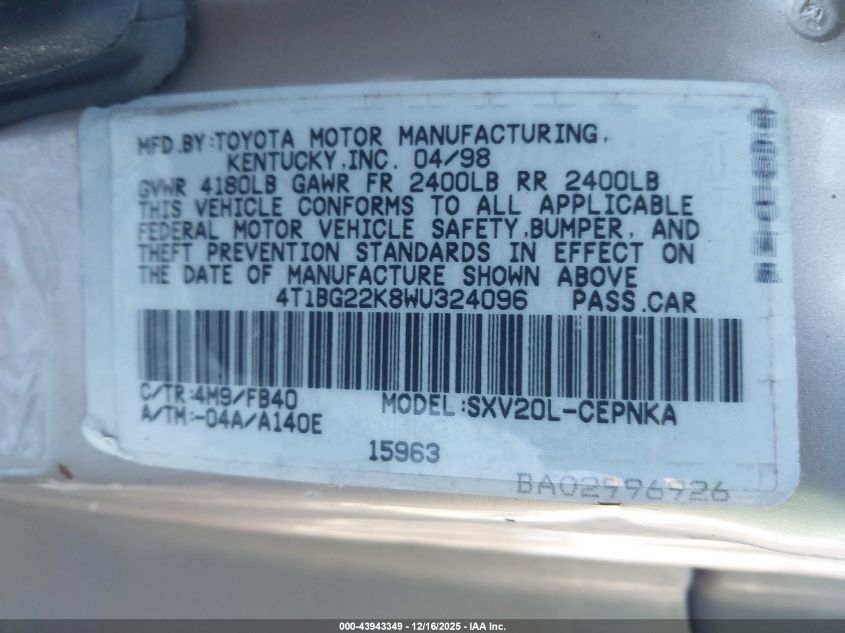 MFD.BY:TOYOTA MOTOR MANUFACTURING,
KENTUCKY,INC. 04/98
GVWR 4180LB GAWR FR 2400LB RR 2400LB
THIS VEHICLE CONFORMS TO ALL APPLICABLE
FEDERAL MOTOR VEHICLE SAFETY,BUMPER, AND
THEFT PREVENTION STANDARDS IN EFFECT ON
THE DATE OF MANUFACTURE SHOWN ABOVE
4T1BG22K8WU324096 PASS.CAR
C/TR:4M9/FB40 MODEL:SXV20L-CEPNKA
A/TM:-04A/A140E
15963
BA02996926
000-43943349 - 12/16/2025 - IAA Inc.